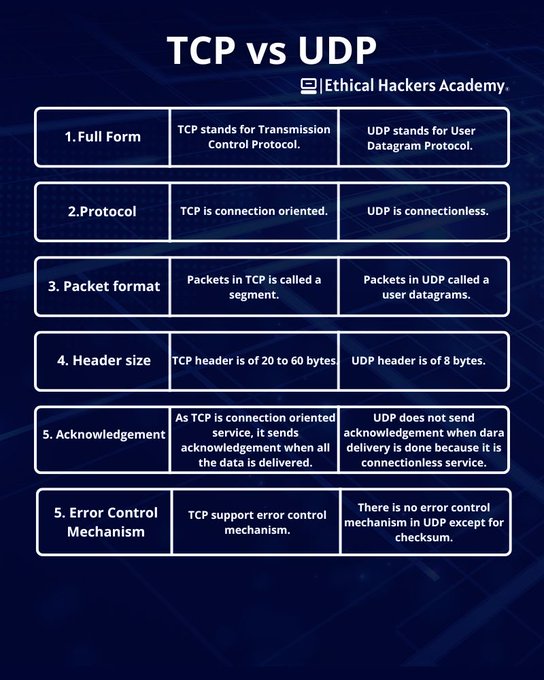 TCP vs UDP
|Ethical Hackers Academy®
1.Full Form
TCP stands for Transmission
Control Protocol.
UDP stands for User
Datagram Protocol.
2.Protocol
TCP is connection oriented.
UDP is connectionless.
3. Packet format
Packets in TCP is called a
segment.
Packets in UDP called a
user datagrams.
4. Header size
TCP header is of 20 to 60 bytes.
UDP header is of 8 bytes.
5. Acknowledgement
As TCP is connection oriented
service, it sends
acknowledgement when all
the data is delivered.
UDP does not send
acknowledgement when dara
delivery is done because it is
connectionless service.
5. Error Control
Mechanism
TCP support error control
mechanism.
There is no error control
mechanism in UDP except for
checksum.